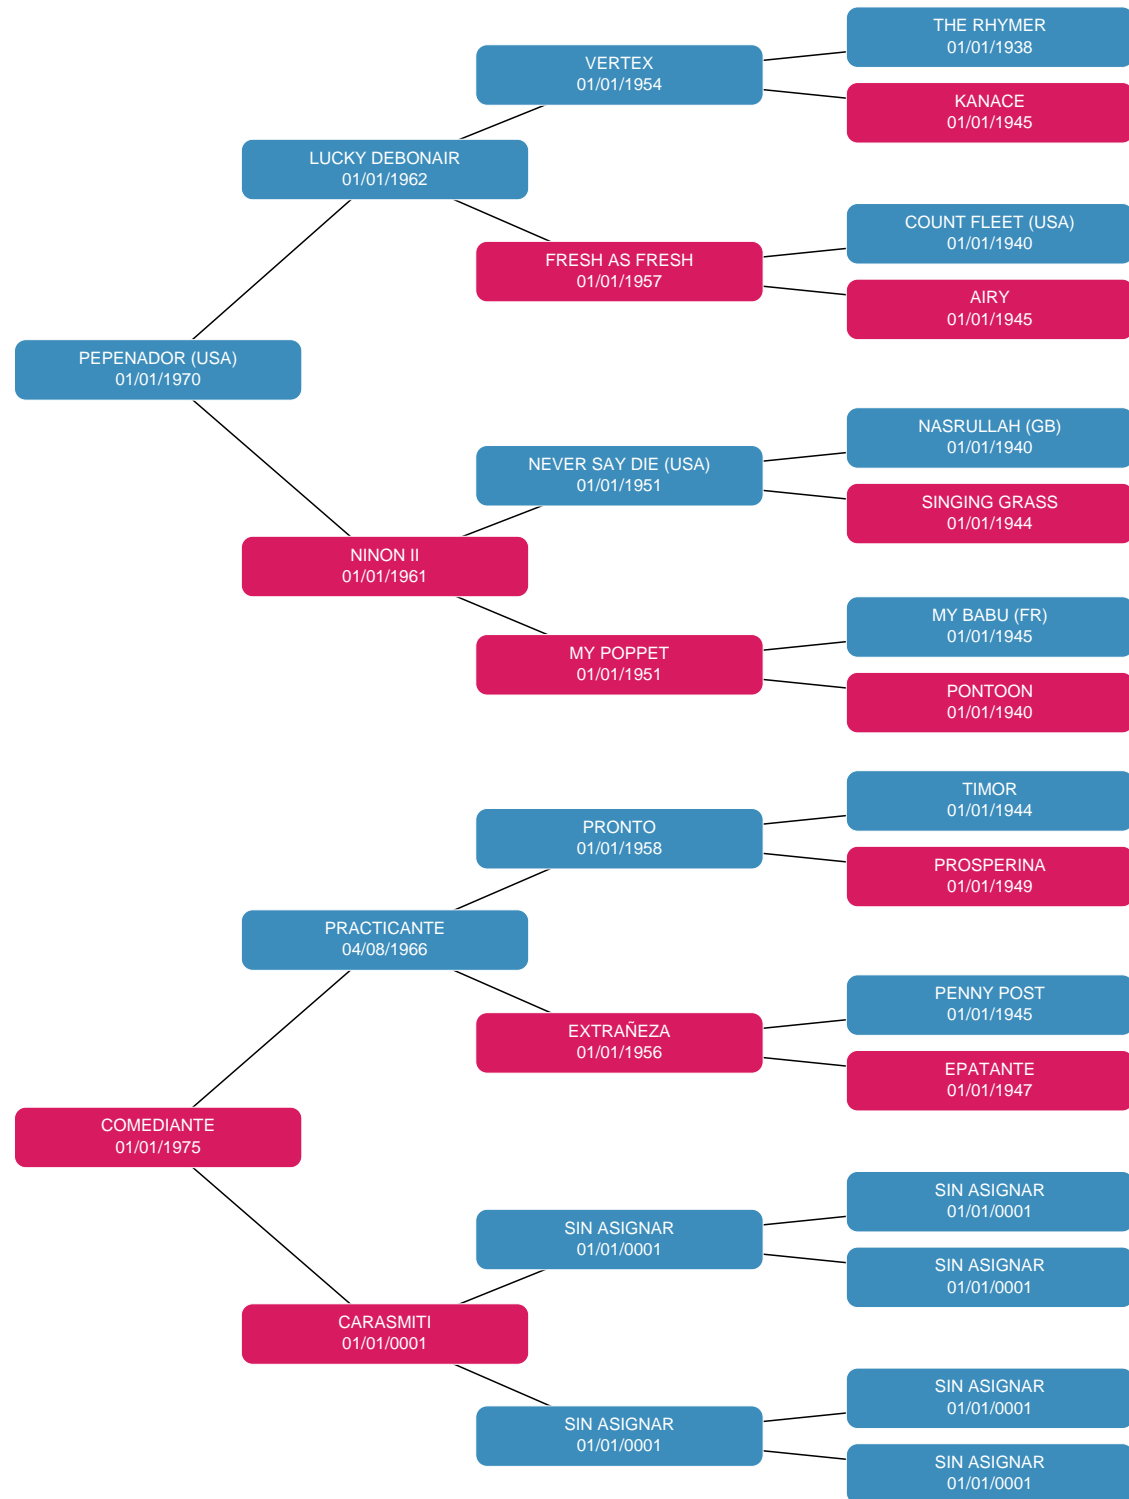 THE RHYMER
01/01/1938
VERTEX
01/01/1954
KANACE
01/01/1945
LUCKY DEBONAIR
01/01/1962
COUNT FLEET (USA)
01/01/1940
FRESH AS FRESH
01/01/1957
AIRY
01/01/1945
PEPENADOR (USA)
01/01/1970
NASRULLAH (GB)
01/01/1940
NEVER SAY DIE (USA)
01/01/1951
SINGING GRASS
01/01/1944
NINON II
01/01/1961
MY BABU (FR)
01/01/1945
MY POPPET
01/01/1951
PONTOON
01/01/1940
TIMOR
01/01/1944
PRONTO
01/01/1958
PROSPERINA
01/01/1949
PRACTICANTE
04/08/1966
PENNY POST
01/01/1945
EXTRAÑEZA
01/01/1956
EPATANTE
01/01/1947
COMEDIANTE
01/01/1975
SIN ASIGNAR
01/01/0001
SIN ASIGNAR
01/01/0001
SIN ASIGNAR
01/01/0001
CARASMITI
01/01/0001
SIN ASIGNAR
01/01/0001
SIN ASIGNAR
01/01/0001
SIN ASIGNAR
01/01/0001